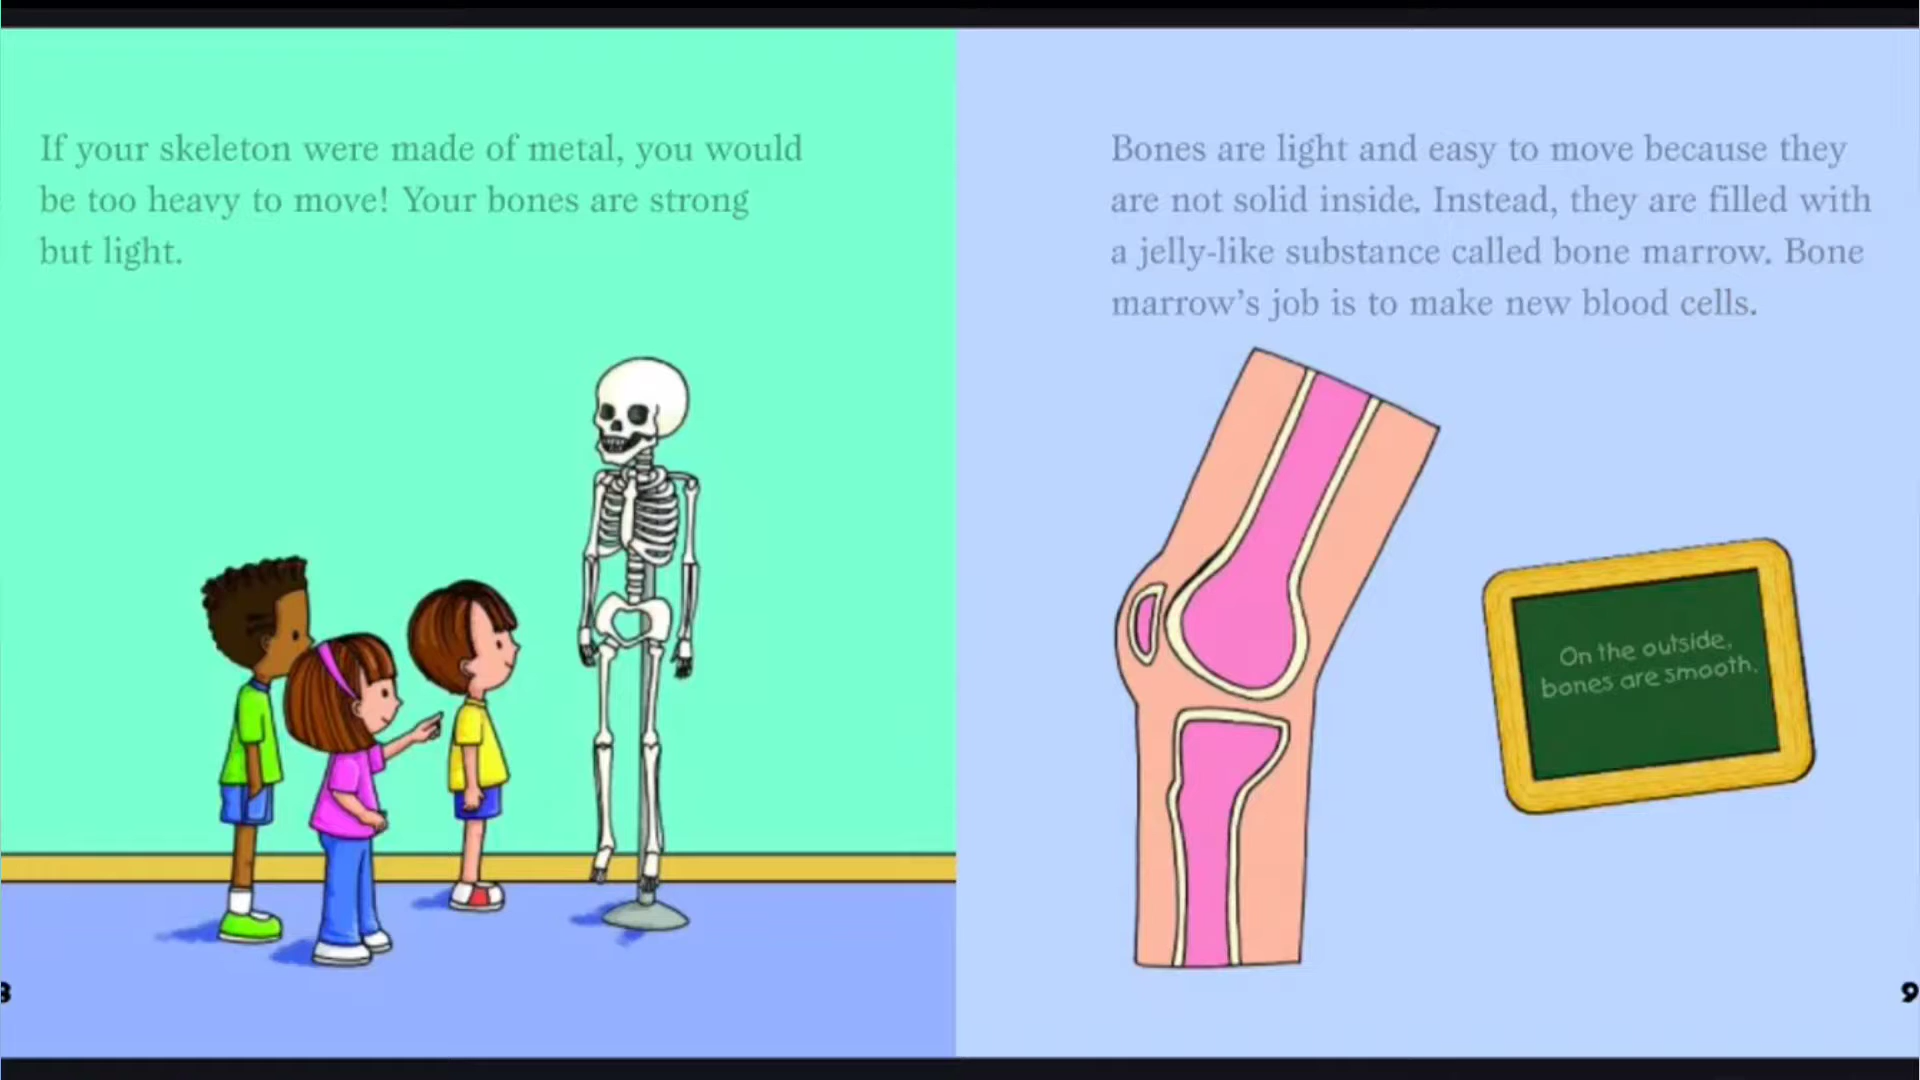 If your skeleton were made of metal, you would
be too heavy to move! Your bones are strong
but light.
Bones are light and easy to move because they
are not solid inside. Instead, they are filled with
a jelly-like substance called bone marrow. Bone
marrow's job is to make new blood cells.
On the outside,
bones are smooth.
8
9